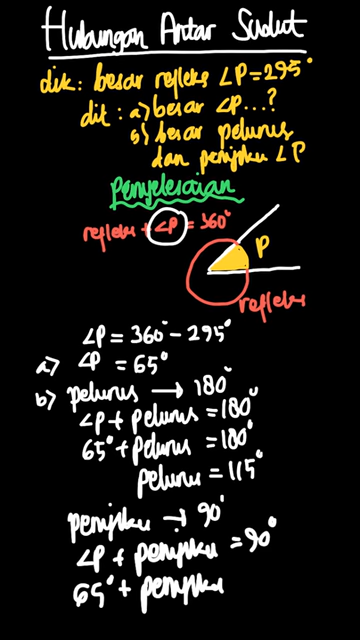 Hubungan Antar Sudut
dik: besar refleks ∠P=295°
dit: a) besar ∠P...?
b) besar pelurus
dan penyiku ∠P
Penyelesaian
refleks + ∠P = 360°
P
refleks
∠P = 360° - 295°
a) ∠P = 65°
b) pelurus → 180°
∠P + pelurus = 180°
65° + pelurus = 180°
pelurus = 115°
penyiku → 90°
∠P + penyiku = 90°
65° + penyiku